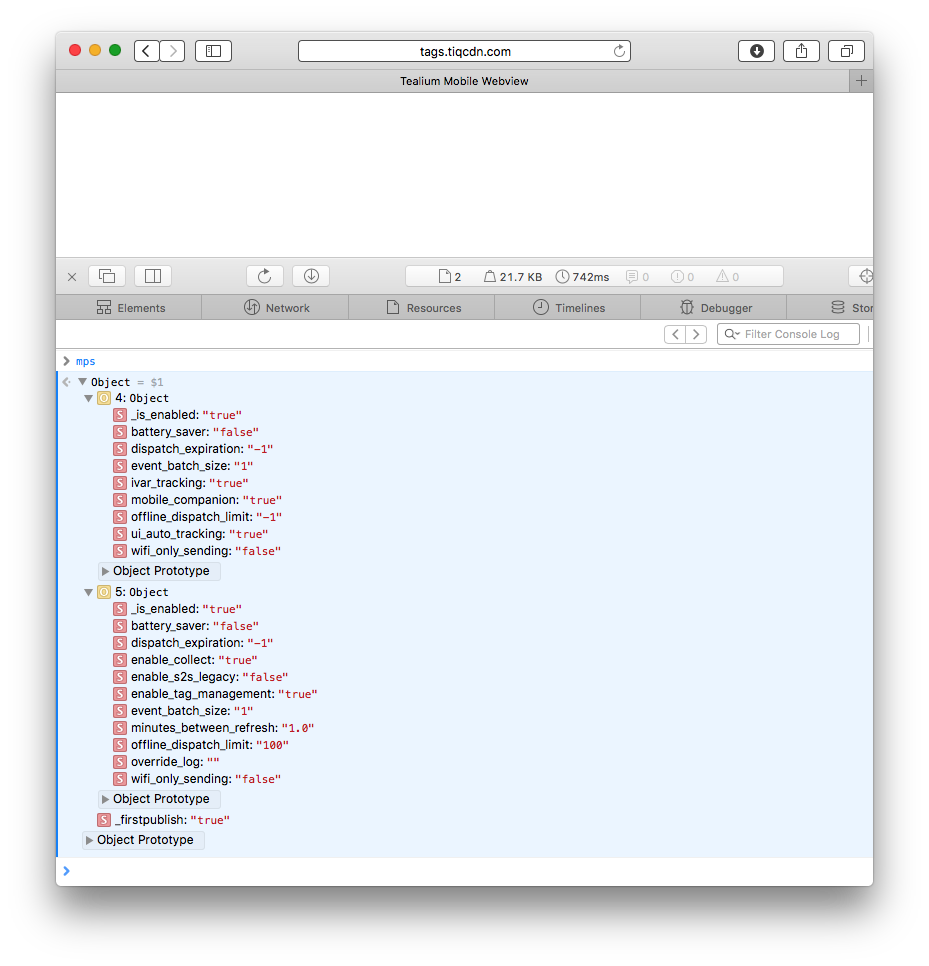 tags.tiqcdn.com
Tealium Mobile Webview
2 21.7 KB 742ms 0 0 0
Elements Network Resources Timelines Debugger Stor
Filter Console Log
mps
Object = $1
4: Object
S _is_enabled: "true"
S battery_saver: "false"
S dispatch_expiration: "-1"
S event_batch_size: "1"
S ivar_tracking: "true"
S mobile_companion: "true"
S offline_dispatch_limit: "-1"
S ui_auto_tracking: "true"
S wifi_only_sending: "false"
Object Prototype
5: Object
S _is_enabled: "true"
S battery_saver: "false"
S dispatch_expiration: "-1"
S enable_collect: "true"
S enable_s2s_legacy: "false"
S enable_tag_management: "true"
S event_batch_size: "1"
S minutes_between_refresh: "1.0"
S offline_dispatch_limit: "100"
S override_log: ""
S wifi_only_sending: "false"
Object Prototype
S _firstpublish: "true"
Object Prototype